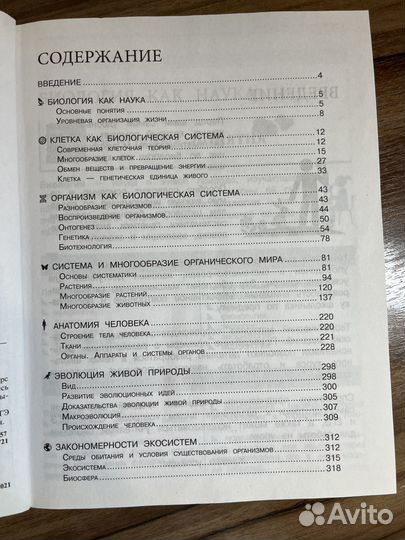 СОДЕРЖАНИЕ
ВВЕДЕНИЕ 4
БИОЛОГИЯ КАК НАУКА 5
Основные понятия 5
Уровневая организация жизни 8
КЛЕТКА КАК БИОЛОГИЧЕСКАЯ СИСТЕМА 12
Современная клеточная теория 12
Многообразие клеток 15
Обмен веществ и превращение энергии 27
Клетка — генетическая единица живого 33
ОРГАНИЗМ КАК БИОЛОГИЧЕСКАЯ СИСТЕМА 43
Разнообразие организмов 43
Воспроизведение организмов 44
Онтогенез 50
Генетика 54
Биотехнология 78
СИСТЕМА И МНОГООБРАЗИЕ ОРГАНИЧЕСКОГО МИРА 81
Основы систематики 81
Растения 94
Многообразие растений 120
Многообразие животных 137
АНАТОМИЯ ЧЕЛОВЕКА 220
Строение тела человека 220
Ткани 221
Органы. Аппараты и системы органов 228
ЭВОЛЮЦИЯ ЖИВОЙ ПРИРОДЫ 298
Вид 298
Развитие эволюционных идей 300
Доказательства эволюции живой природы 305
Макроэволюция 307
Происхождение человека 309
ЗАКОНОМЕРНОСТИ ЭКОСИСТЕМ 312
Среды обитания и условия существования организмов 312
Экосистема 315
Биосфера 318
Avito